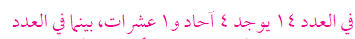 في العدد ١٤ يوجد ٤ آحاد و١ عشرات، بينما في العدد